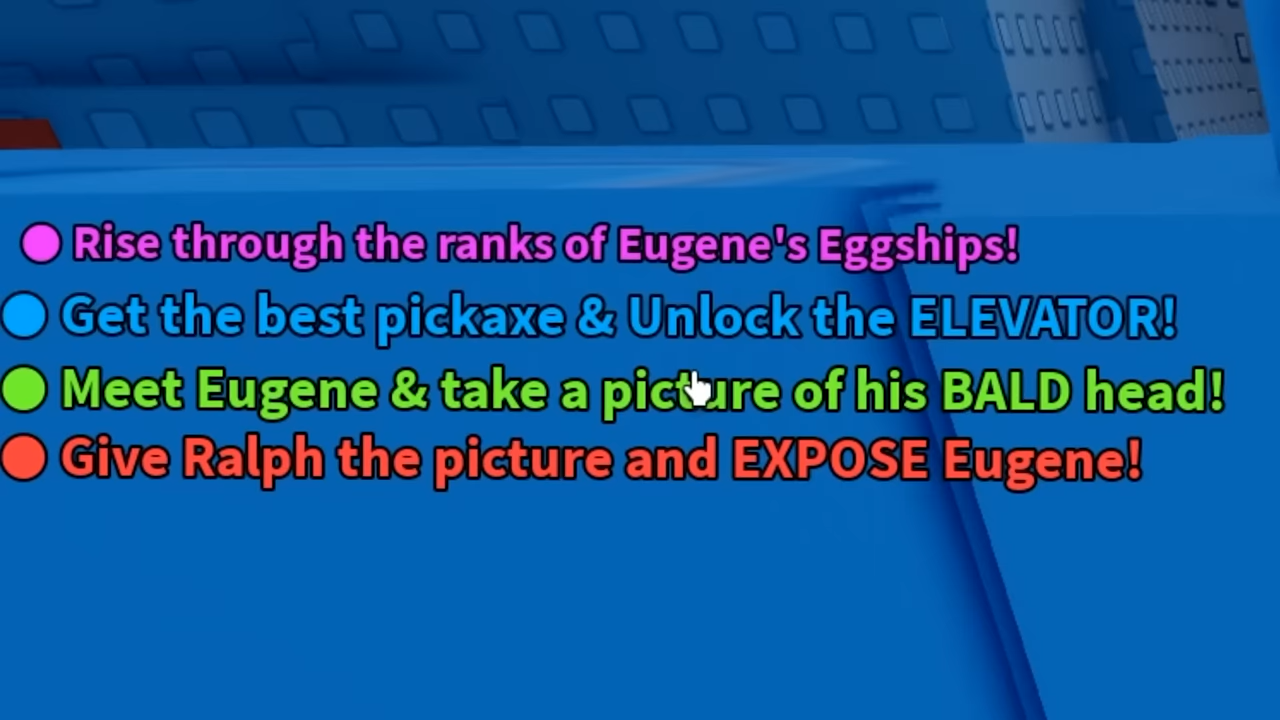 Rise through the ranks of Eugene's Eggships!
Get the best pickaxe & Unlock the ELEVATOR!
Meet Eugene & take a picture of his BALD head!
Give Ralph the picture and EXPOSE Eugene!